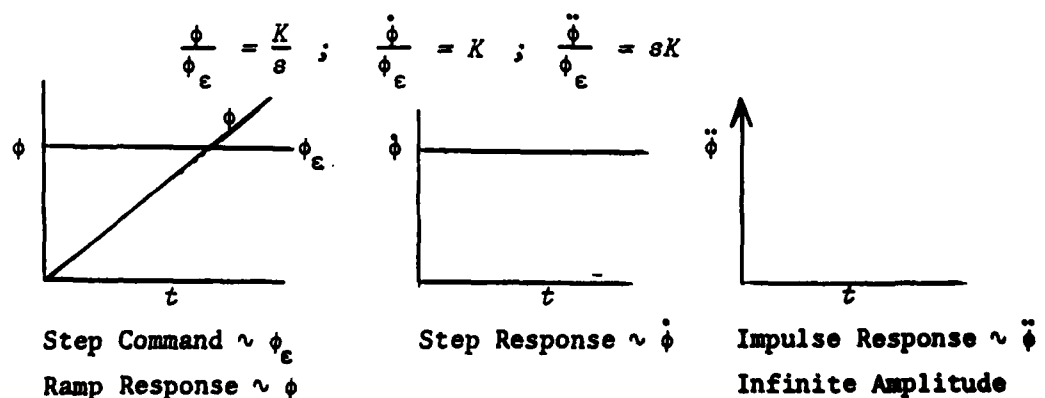 ϕ/ϕ_ε = K/s ; ϕ̇/ϕ_ε = K ; ϕ̈/ϕ_ε = sK
ϕ
ϕ
ϕ_ε
t
ϕ̇
t
ϕ̈
t
Step Command ~ ϕ_ε
Ramp Response ~ ϕ
Step Response ~ ϕ̇
Impulse Response ~ ϕ̈
Infinite Amplitude